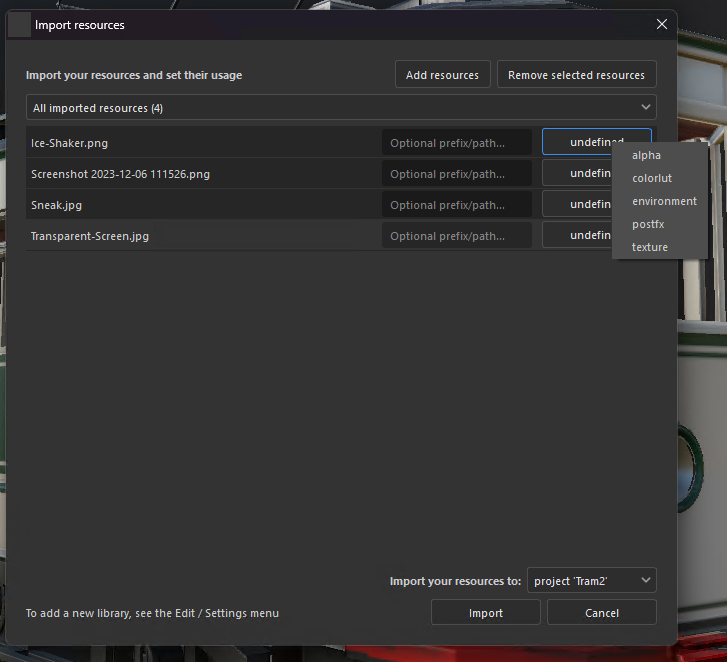 Import resources
Import your resources and set their usage
Add resources
Remove selected resources
All imported resources (4)
Ice-Shaker.png
Optional prefix/path...
undefined
Screenshot 2023-12-06 111526.png
Optional prefix/path...
undefin
Sneak.jpg
Optional prefix/path...
undefin
Transparent-Screen.jpg
Optional prefix/path...
undefin
alpha
colorlut
environment
postfx
texture
Import your resources to:
project 'Tram2'
To add a new library, see the Edit / Settings menu
Import
Cancel